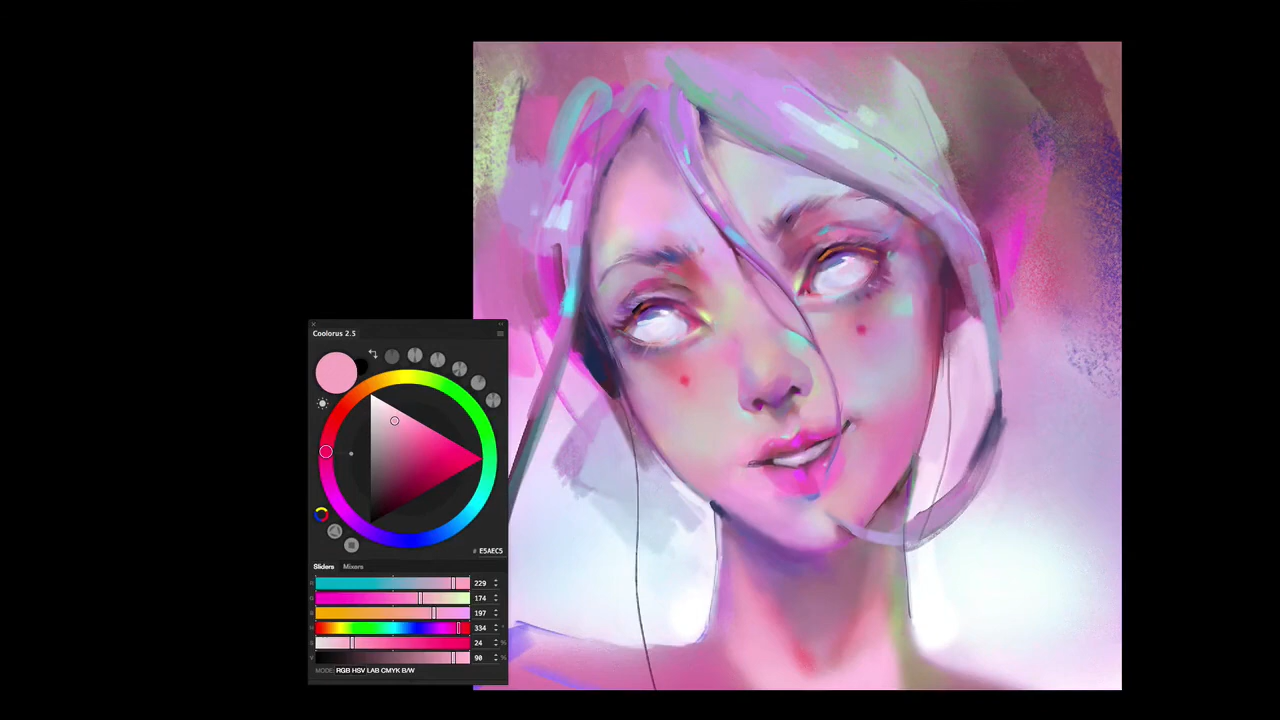 Coolorus 2.5
# E5AEC5
Sliders Mixers
R 229
G 174
B 197
H 334 °
S 24 %
V 90 %
MODE: RGB HSV LAB CMYK B/W